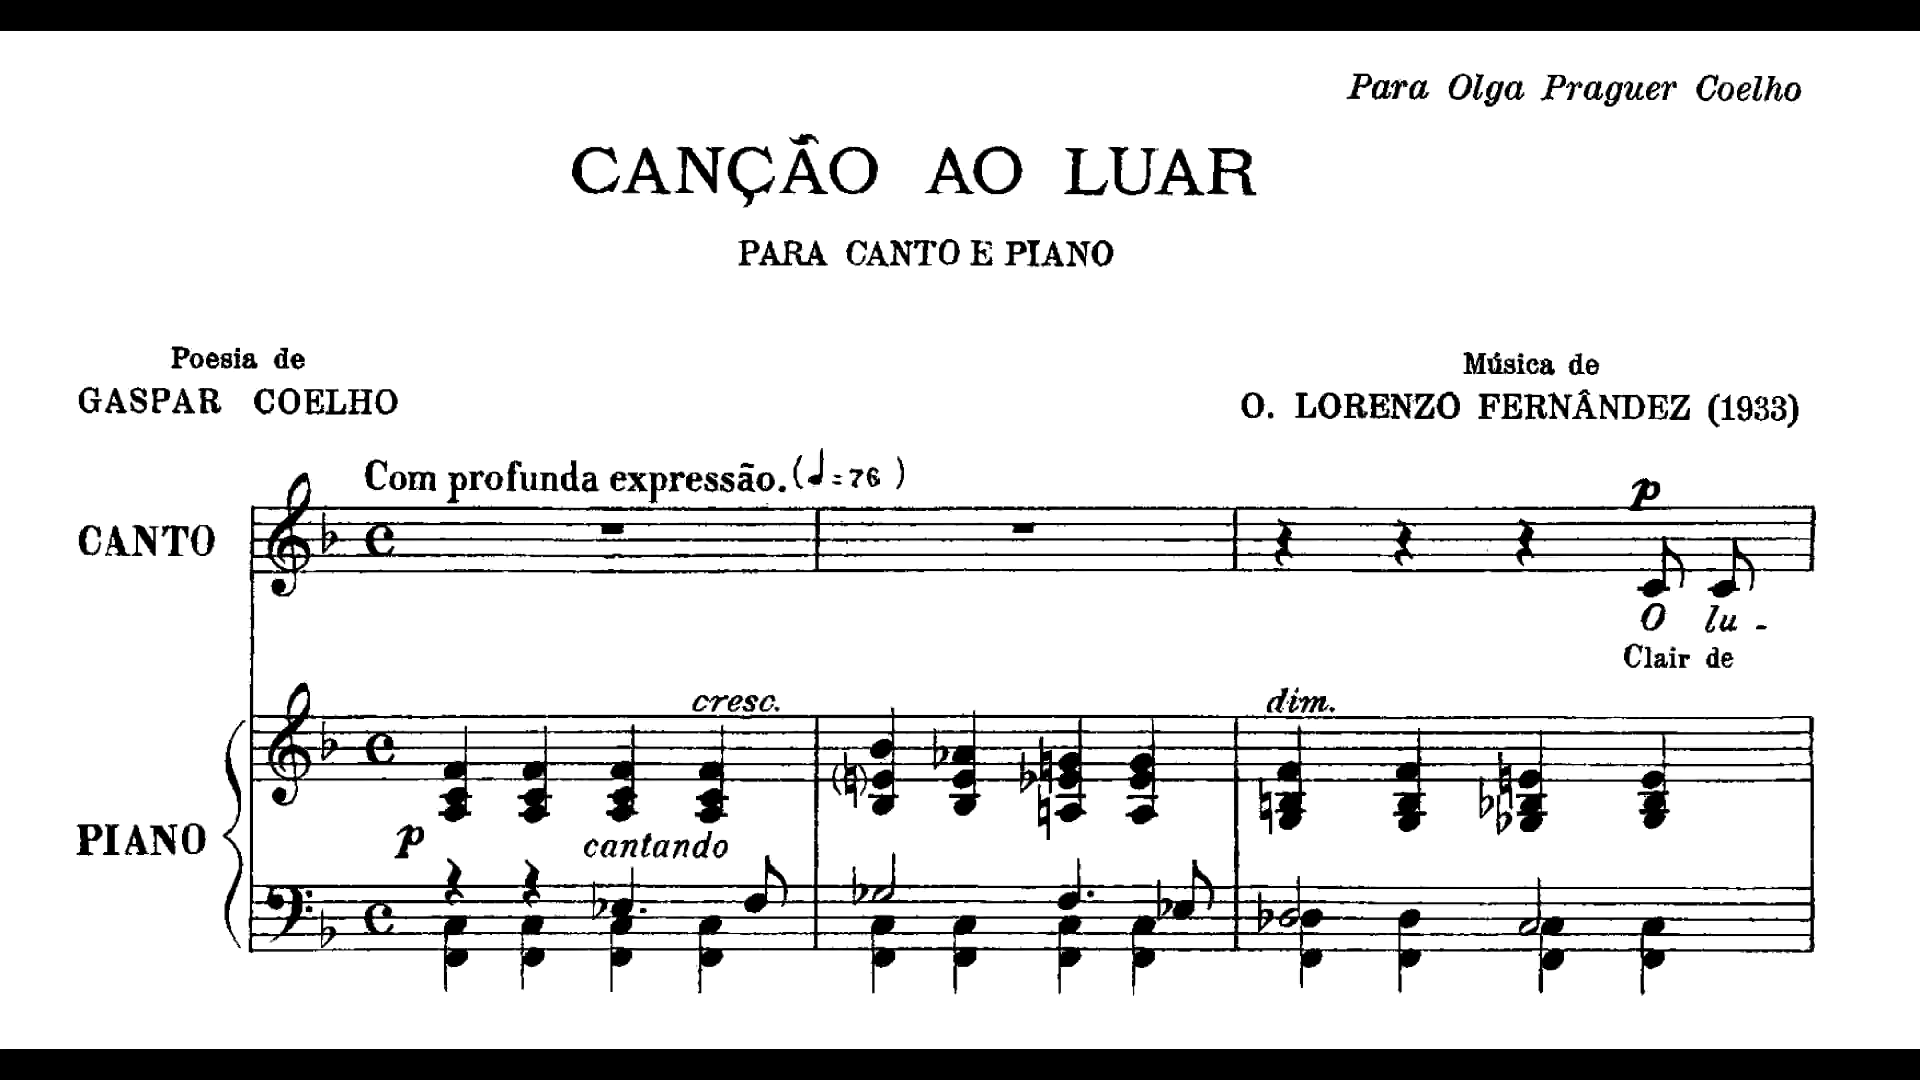 Para Olga Praguer Coelho
CANÇÃO AO LUAR
PARA CANTO E PIANO
Poesia de
GASPAR COELHO
Música de
O. LORENZO FERNÂNDEZ (1933)
Com profunda expressão. (♩=76)
CANTO
p
O lu -
Clair de
cresc.
dim.
PIANO
p
cantando